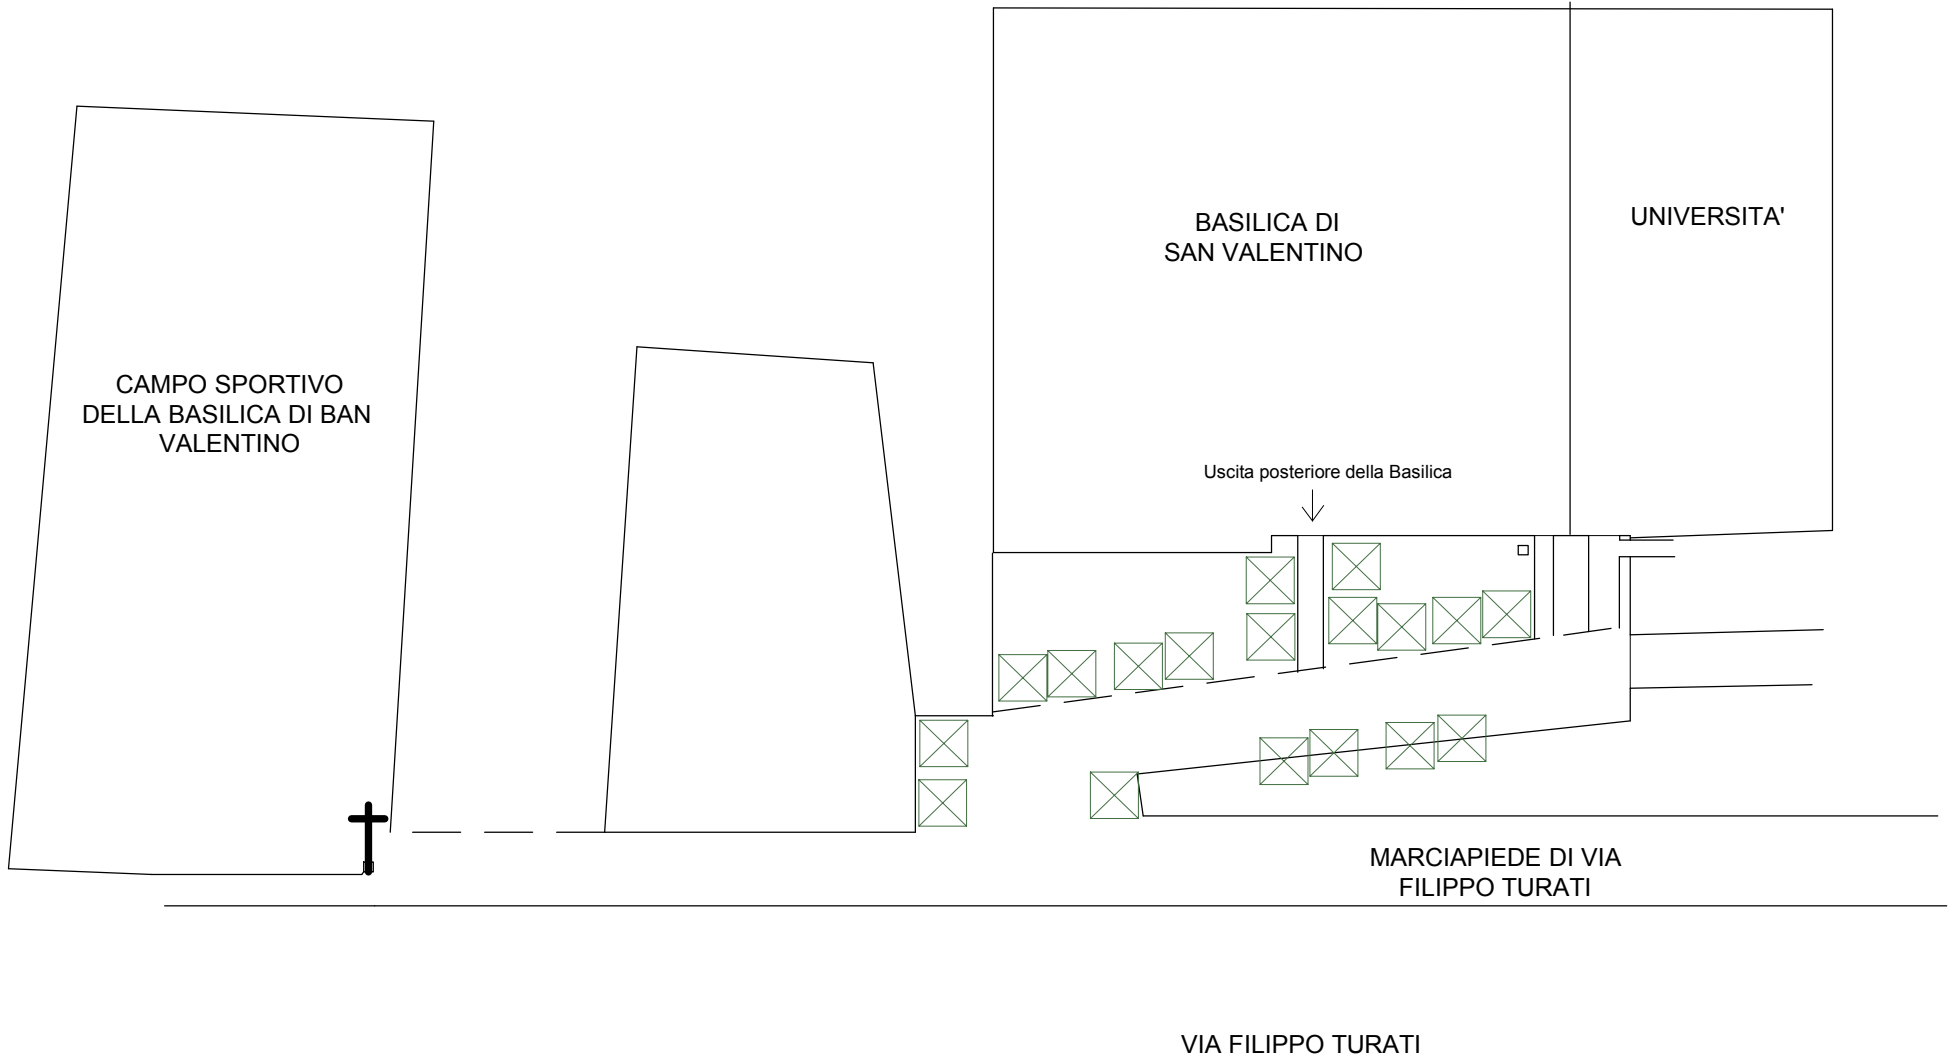 BASILICA DI
SAN VALENTINO
UNIVERSITA'
CAMPO SPORTIVO
DELLA BASILICA DI BAN
VALENTINO
Uscita posteriore della Basilica
MARCIAPIEDE DI VIA
FILIPPO TURATI
VIA FILIPPO TURATI